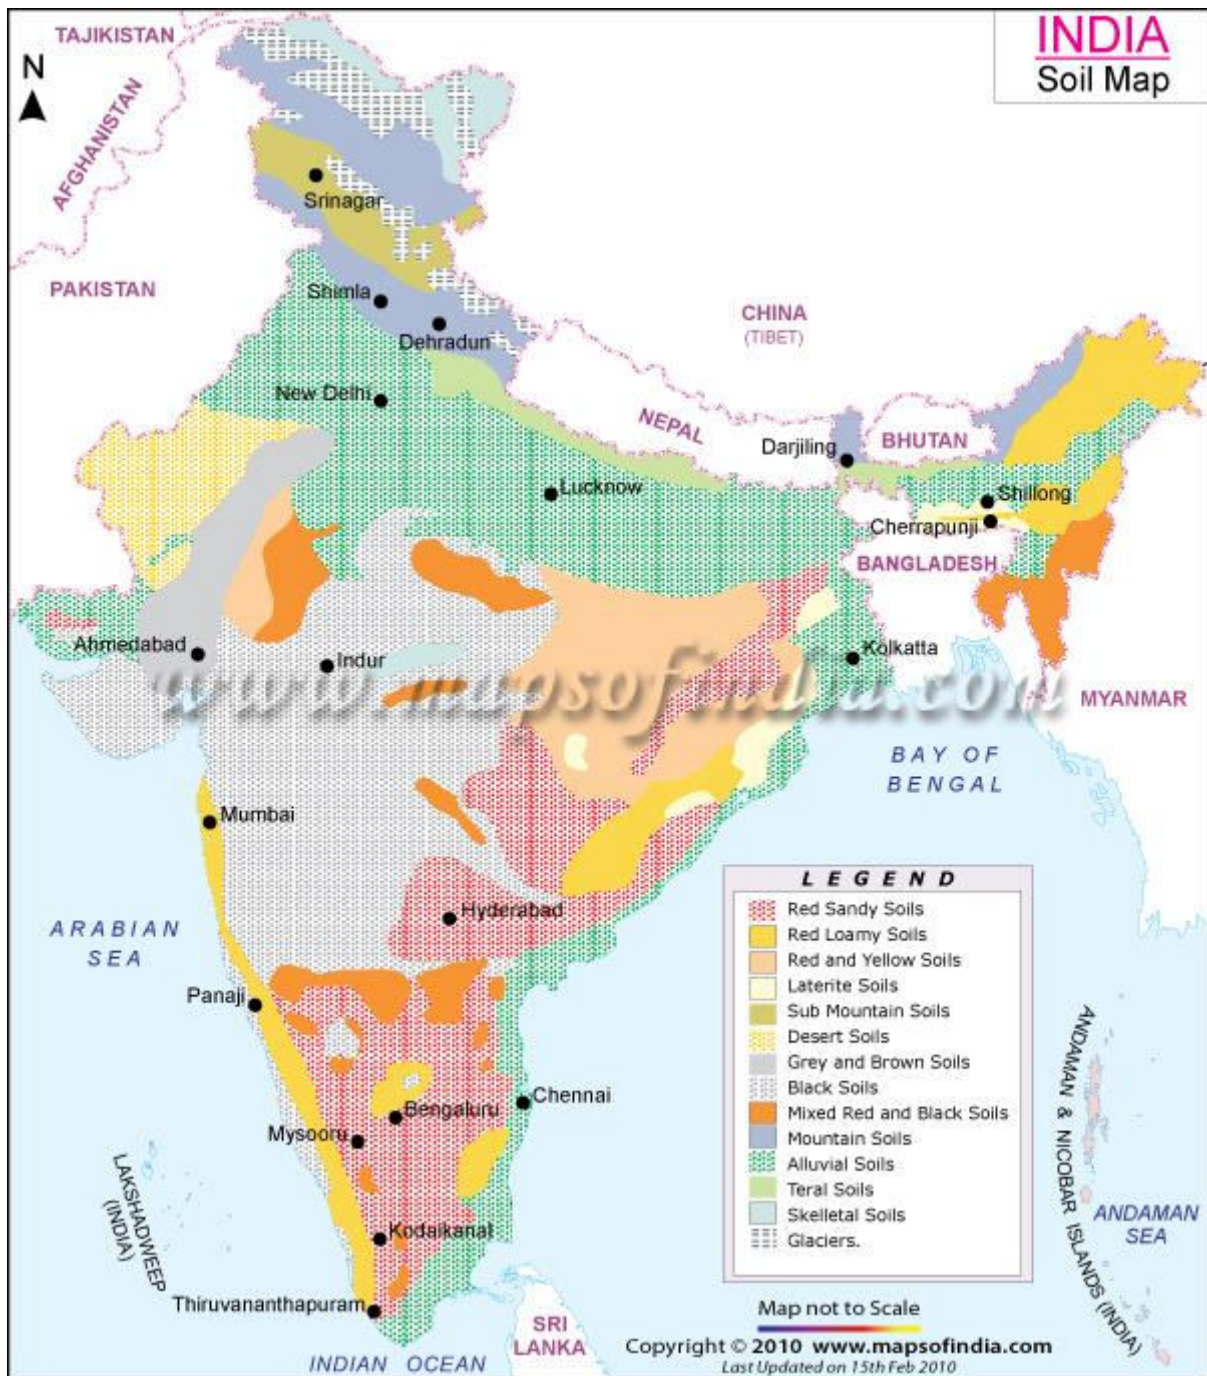 INDIA
Soil Map
TAJIKISTAN
N
AFGHANISTAN
Srinagar
PAKISTAN
Shimla
CHINA
(TIBET)
Dehradun
New Delhi
NEPAL
Darjiling
BHUTAN
Lucknow
Shillong
Cherrapunji
BANGLADESH
Ahmedabad
Indur
Kolkatta
www.mapsofindia.com
MYANMAR
BAY OF
BENGAL
Mumbai
LEGEND
Red Sandy Soils
Red Loamy Soils
Red and Yellow Soils
Laterite Soils
Sub Mountain Soils
Desert Soils
Grey and Brown Soils
Black Soils
Mixed Red and Black Soils
Mountain Soils
Alluvial Soils
Teral Soils
Skelletal Soils
Glaciers.
Hyderabad
ARABIAN
SEA
Panaji
Chennai
Bengaluru
Mysooru
LAKSHADWEEP
(INDIA)
Kodaikanal
ANDAMAN & NICOBAR ISLANDS (INDIA)
ANDAMAN
SEA
Thiruvananthapuram
SRI
LANKA
INDIAN OCEAN
Map not to Scale
Copyright © 2010 www.mapsofindia.com
Last Updated on 15th Feb 2010